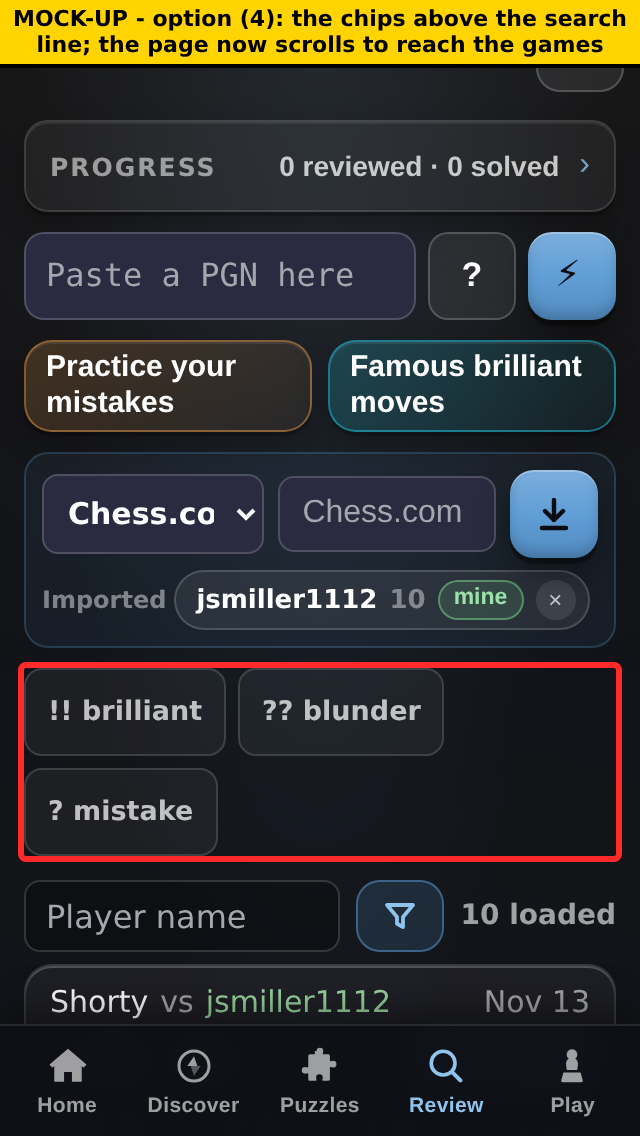 MOCK-UP - option (4): the chips above the search
line; the page now scrolls to reach the games
PROGRESS 0 reviewed · 0 solved ›
Paste a PGN here ? ⚡
Practice your
mistakes
Famous brilliant
moves
Chess.co Chess.com
Imported jsmiller1112 10 mine ×
!! brilliant ?? blunder
? mistake
Player name 10 loaded
Shorty vs jsmiller1112 Nov 13
Home Discover Puzzles Review Play